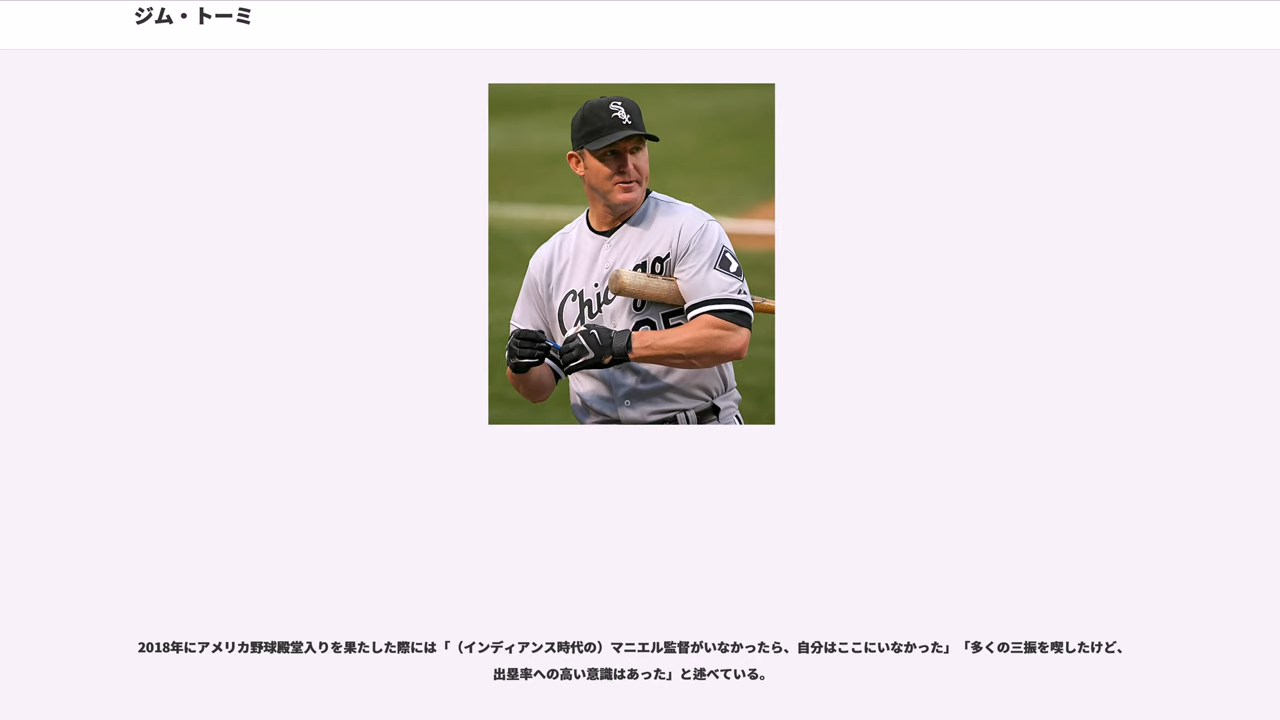 ジム・トーミ
Sox
Chicago
25
2018年にアメリカ野球殿堂入りを果たした際には「（インディアンス時代の）マニエル監督がいなかったら、自分はここにいなかった」「多くの三振を喫したけど、
出塁率への高い意識はあった」と述べている。